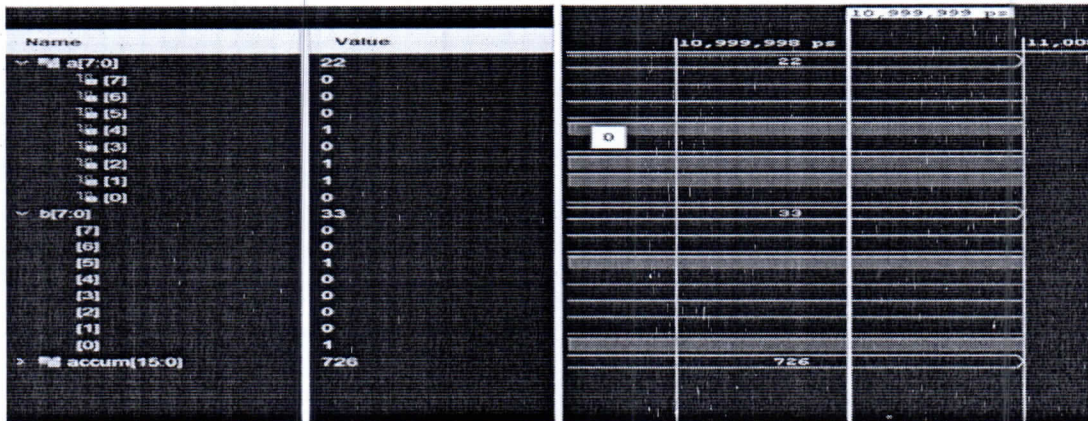 10,999,999 ps
Name Value
10,999,998 ps 11,00
a[7:0] 22 22
[7] 0
[6] 0
[5] 0
[4] 1
0
[3] 0
[2] 1
[1] 1
[0] 0
b[7:0] 33 33
[7] 0
[6] 0
[5] 1
[4] 0
[3] 0
[2] 0
[1] 0
[0] 1
accum[15:0] 726 726